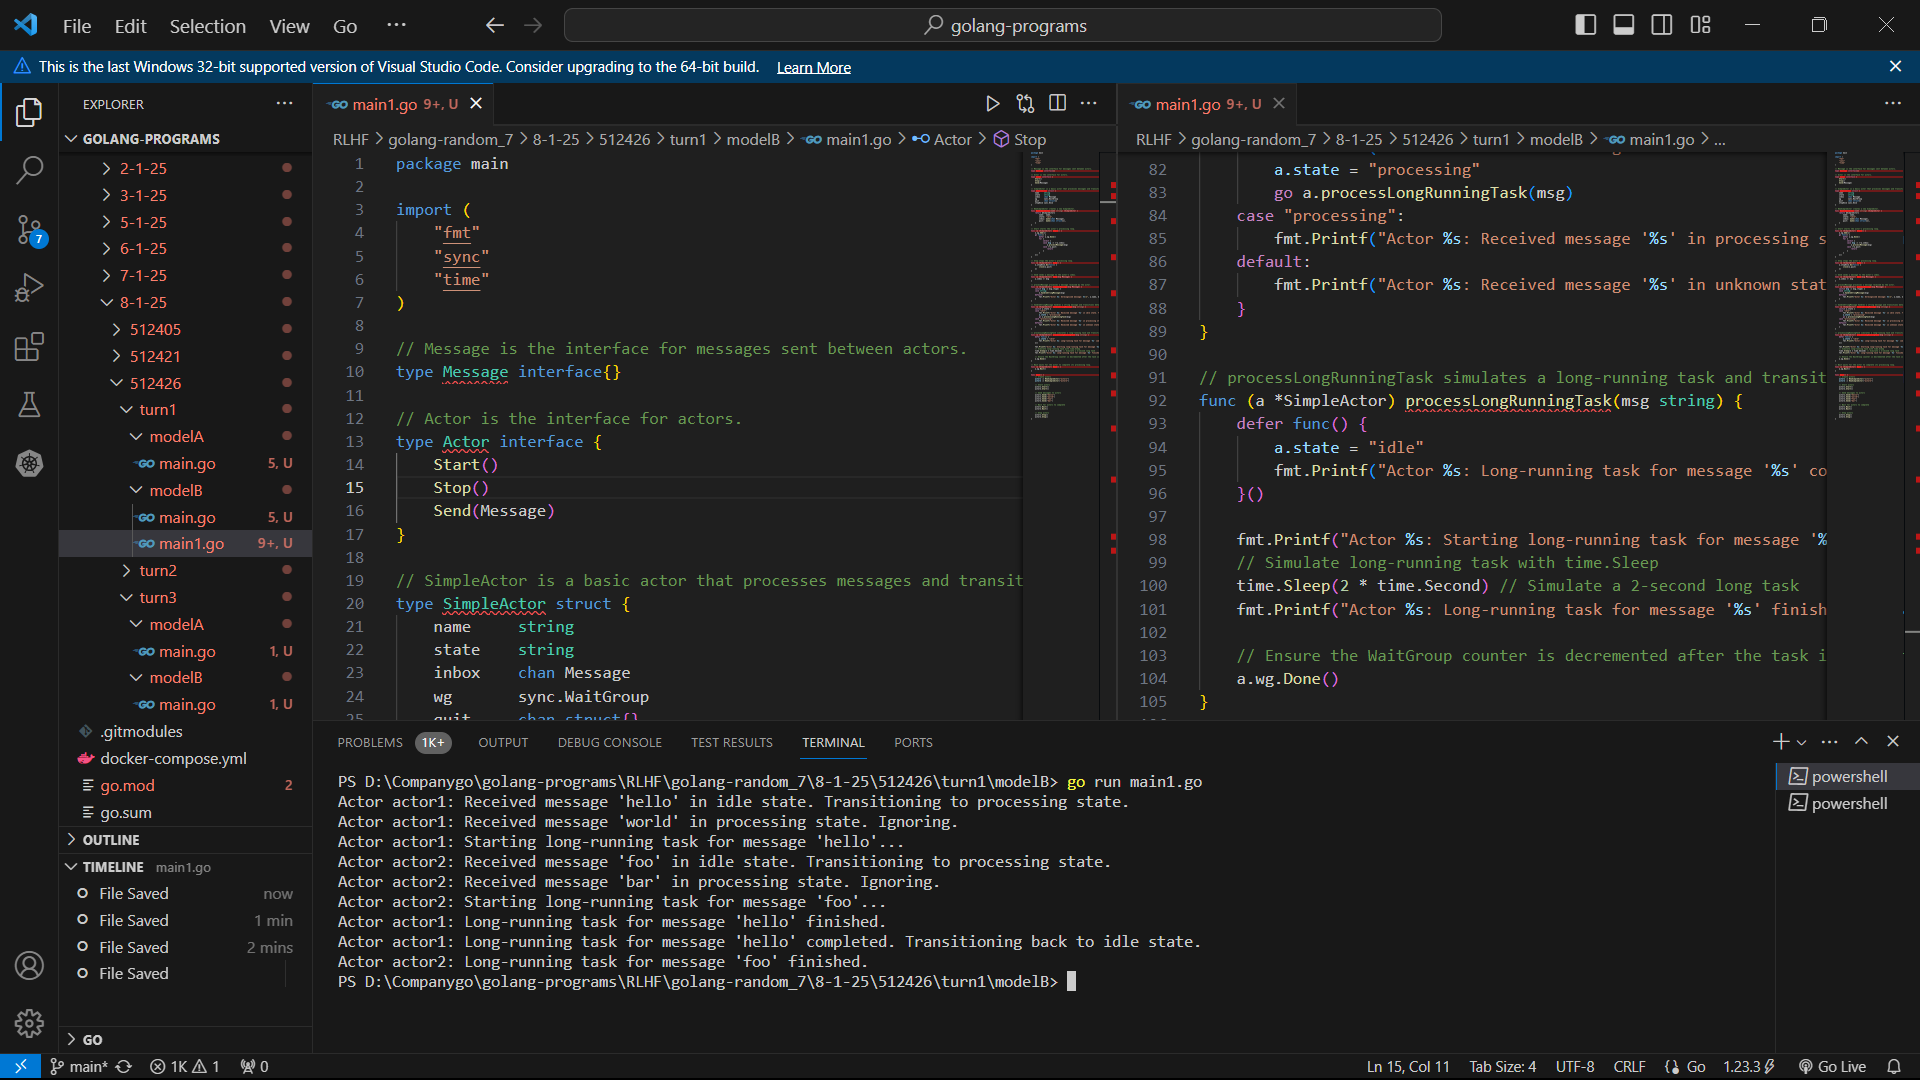 File Edit Selection View Go ··· golang-programs
This is the last Windows 32-bit supported version of Visual Studio Code. Consider upgrading to the 64-bit build. Learn More
EXPLORER
GOLANG-PROGRAMS
2-1-25
3-1-25
5-1-25
6-1-25
7-1-25
8-1-25
512405
512421
512426
turn1
modelA
main.go 5, U
modelB
main.go 5, U
main1.go 9+, U
turn2
turn3
modelA
main.go 1, U
modelB
main.go 1, U
.gitmodules
docker-compose.yml
go.mod 2
go.sum
OUTLINE
TIMELINE main1.go
File Saved now
File Saved 1 min
File Saved 2 mins
File Saved
GO
7
main1.go 9+, U
RLHF > golang-random_7 > 8-1-25 > 512426 > turn1 > modelB > main1.go > Actor > Stop
1 package main
2
3 import (
4 "fmt"
5 "sync"
6 "time"
7 )
8
9 // Message is the interface for messages sent between actors.
10 type Message interface{}
11
12 // Actor is the interface for actors.
13 type Actor interface {
14 Start()
15 Stop()
16 Send(Message)
17 }
18
19 // SimpleActor is a basic actor that processes messages and transit
20 type SimpleActor struct {
21 name string
22 state string
23 inbox chan Message
24 wg sync.WaitGroup
25 quit chan struct{}
main1.go 9+, U
RLHF > golang-random_7 > 8-1-25 > 512426 > turn1 > modelB > main1.go > ...
82 a.state = "processing"
83 go a.processLongRunningTask(msg)
84 case "processing":
85 fmt.Printf("Actor %s: Received message '%s' in processing s
86 default:
87 fmt.Printf("Actor %s: Received message '%s' in unknown stat
88 }
89 }
90
91 // processLongRunningTask simulates a long-running task and transit
92 func (a *SimpleActor) processLongRunningTask(msg string) {
93 defer func() {
94 a.state = "idle"
95 fmt.Printf("Actor %s: Long-running task for message '%s' co
96 }()
97
98 fmt.Printf("Actor %s: Starting long-running task for message '%
99 // Simulate long-running task with time.Sleep
100 time.Sleep(2 * time.Second) // Simulate a 2-second long task
101 fmt.Printf("Actor %s: Long-running task for message '%s' finish
102
103 // Ensure the WaitGroup counter is decremented after the task i
104 a.wg.Done()
105 }
PROBLEMS 1K+ OUTPUT DEBUG CONSOLE TEST RESULTS TERMINAL PORTS
PS D:\Companygo\golang-programs\RLHF\golang-random_7\8-1-25\512426\turn1\modelB> go run main1.go
Actor actor1: Received message 'hello' in idle state. Transitioning to processing state.
Actor actor1: Received message 'world' in processing state. Ignoring.
Actor actor1: Starting long-running task for message 'hello'...
Actor actor2: Received message 'foo' in idle state. Transitioning to processing state.
Actor actor2: Received message 'bar' in processing state. Ignoring.
Actor actor2: Starting long-running task for message 'foo'...
Actor actor1: Long-running task for message 'hello' finished.
Actor actor1: Long-running task for message 'hello' completed. Transitioning back to idle state.
Actor actor2: Long-running task for message 'foo' finished.
PS D:\Companygo\golang-programs\RLHF\golang-random_7\8-1-25\512426\turn1\modelB>
powershell
powershell
main* 1K 1 0 Ln 15, Col 11 Tab Size: 4 UTF-8 CRLF Go 1.23.3 Go Live